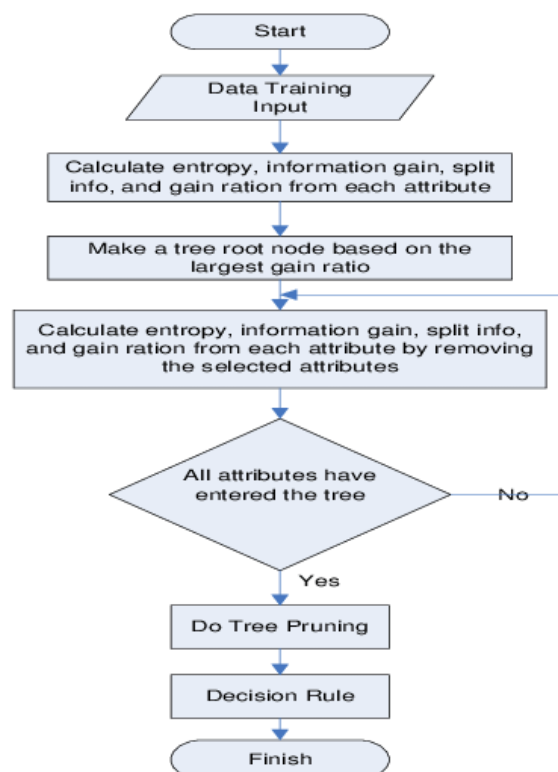 Start
Data Training
Input
Calculate entropy, information gain, split
info, and gain ration from each attribute
Make a tree root node based on the
largest gain ratio
Calculate entropy, information gain, split info,
and gain ration from each attribute by removing
the selected attributes
All attributes have
entered the tree
No
Yes
Do Tree Pruning
Decision Rule
Finish